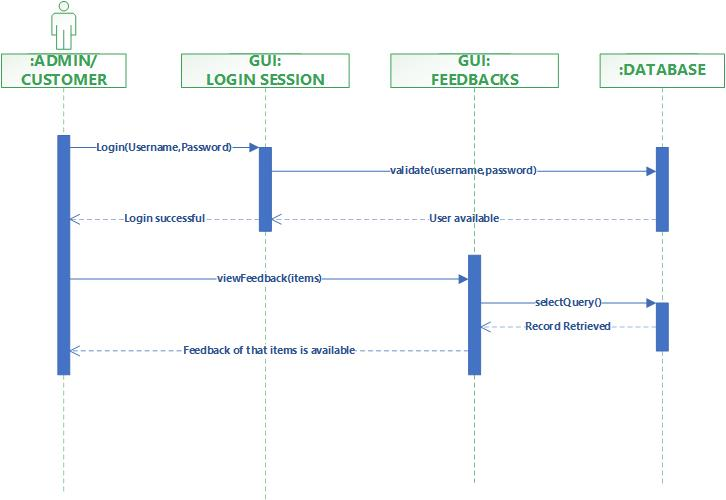 :ADMIN/
CUSTOMER
GUI:
LOGIN SESSION
GUI:
FEEDBACKS
:DATABASE
Login(Username,Password)
validate(username,password)
Login successful
User available
viewFeedback(items)
selectQuery()
Record Retrieved
Feedback of that items is available